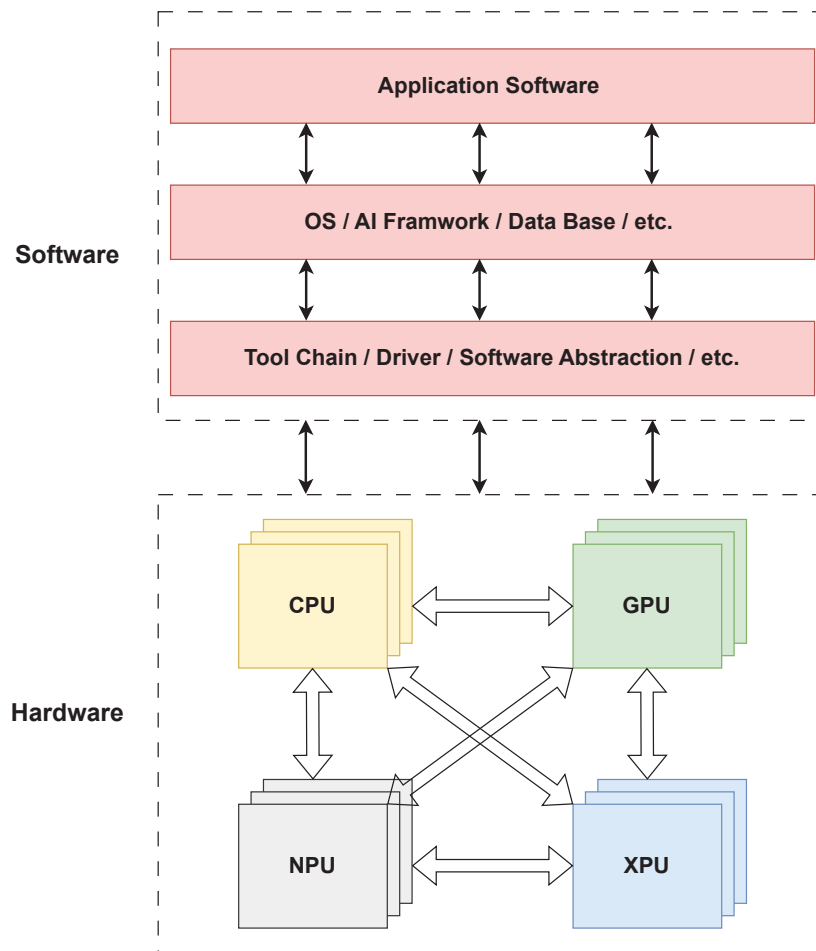 Application Software
OS / AI Framwork / Data Base / etc.
Software
Tool Chain / Driver / Software Abstraction / etc.
CPU
GPU
Hardware
NPU
XPU